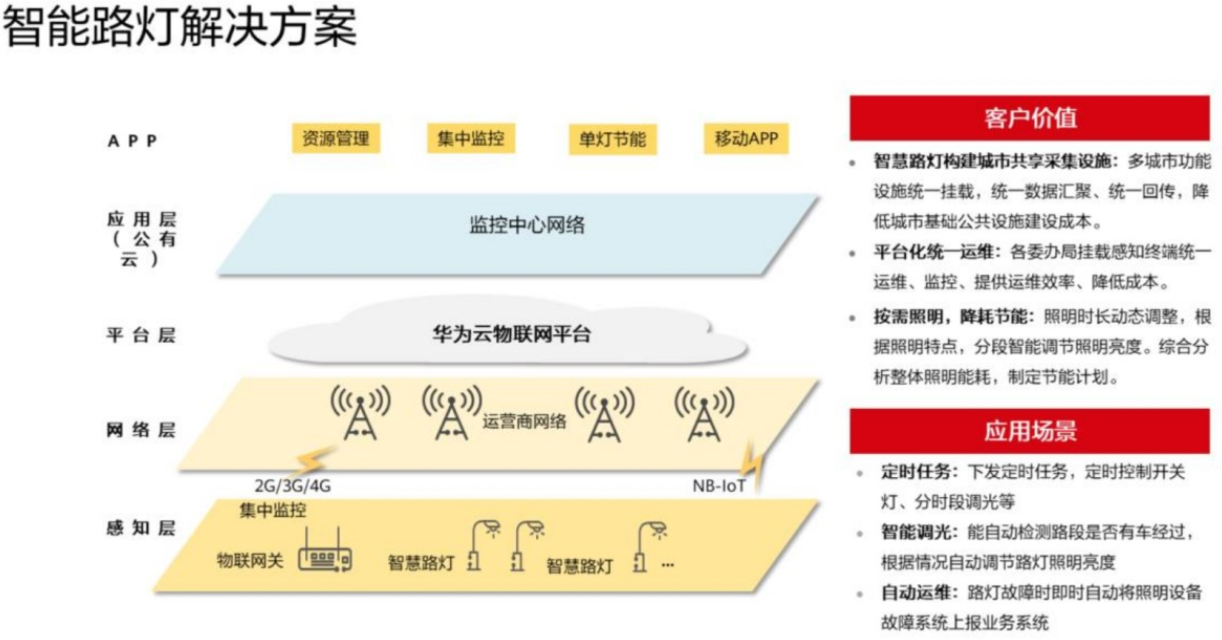 智能路灯解决方案
APP
资源管理
集中监控
单灯节能
移动APP
应用层
(公有
云)
监控中心网络
平台层
华为云物联网平台
网络层
运营商网络
2G/3G/4G
NB-IoT
感知层
集中监控
物联网关
智慧路灯
智慧路灯
...
客户价值
• 智慧路灯构建城市共享采集设施：多城市功能
设施统一挂载，统一数据汇聚、统一回传，降
低城市基础公共设施建设成本。
• 平台化统一运维：各委办局挂载感知终端统一
运维、监控、提供运维效率、降低成本。
• 按需照明，降耗节能：照明时长动态调整，根
据照明特点，分段智能调节照明亮度。综合分
析整体照明能耗，制定节能计划。
应用场景
• 定时任务：下发定时任务，定时控制开关
灯、分时段调光等
• 智能调光：能自动检测路段是否有车经过，
根据情况自动调节路灯照明亮度
• 自动运维：路灯故障时即时自动将照明设备
故障系统上报业务系统